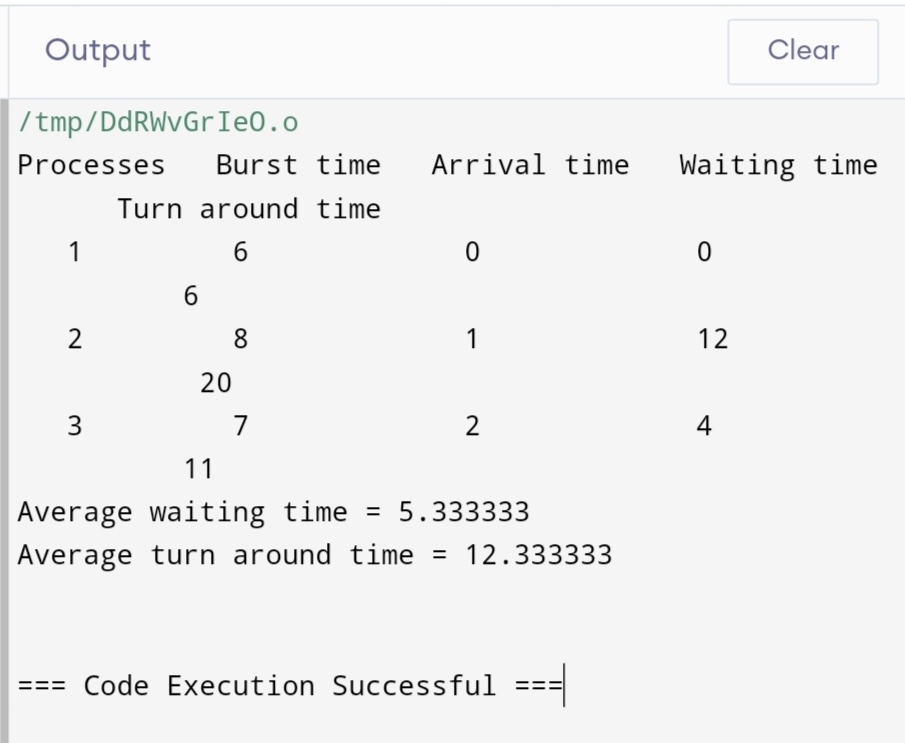 Output
Clear
/tmp/DdRWvGrIeO.o
Processes   Burst time   Arrival time   Waiting time
      Turn around time
   1         6             0             0
          6
   2         8             1             12
           20
   3         7             2             4
          11
Average waiting time = 5.333333
Average turn around time = 12.333333
=== Code Execution Successful ===